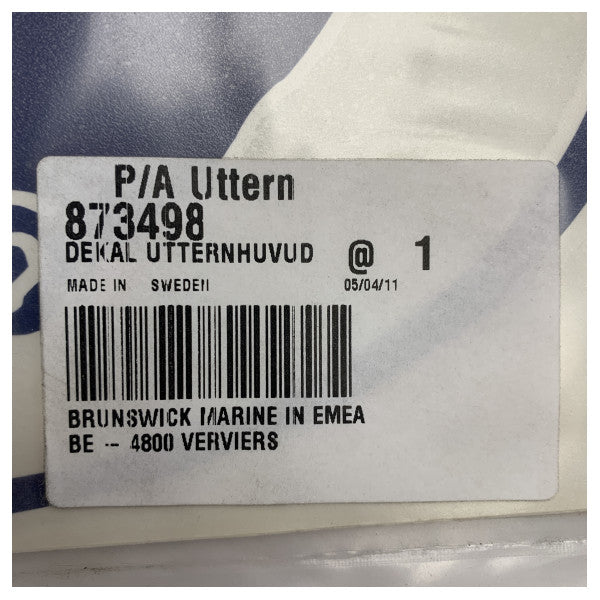 P/A Uttern
873498
DEKAL UTTERNHUVUD @ 1
MADE IN SWEDEN 05/04/11
BRUNSWICK MARINE IN EMEA
BE -- 4800 VERVIERS